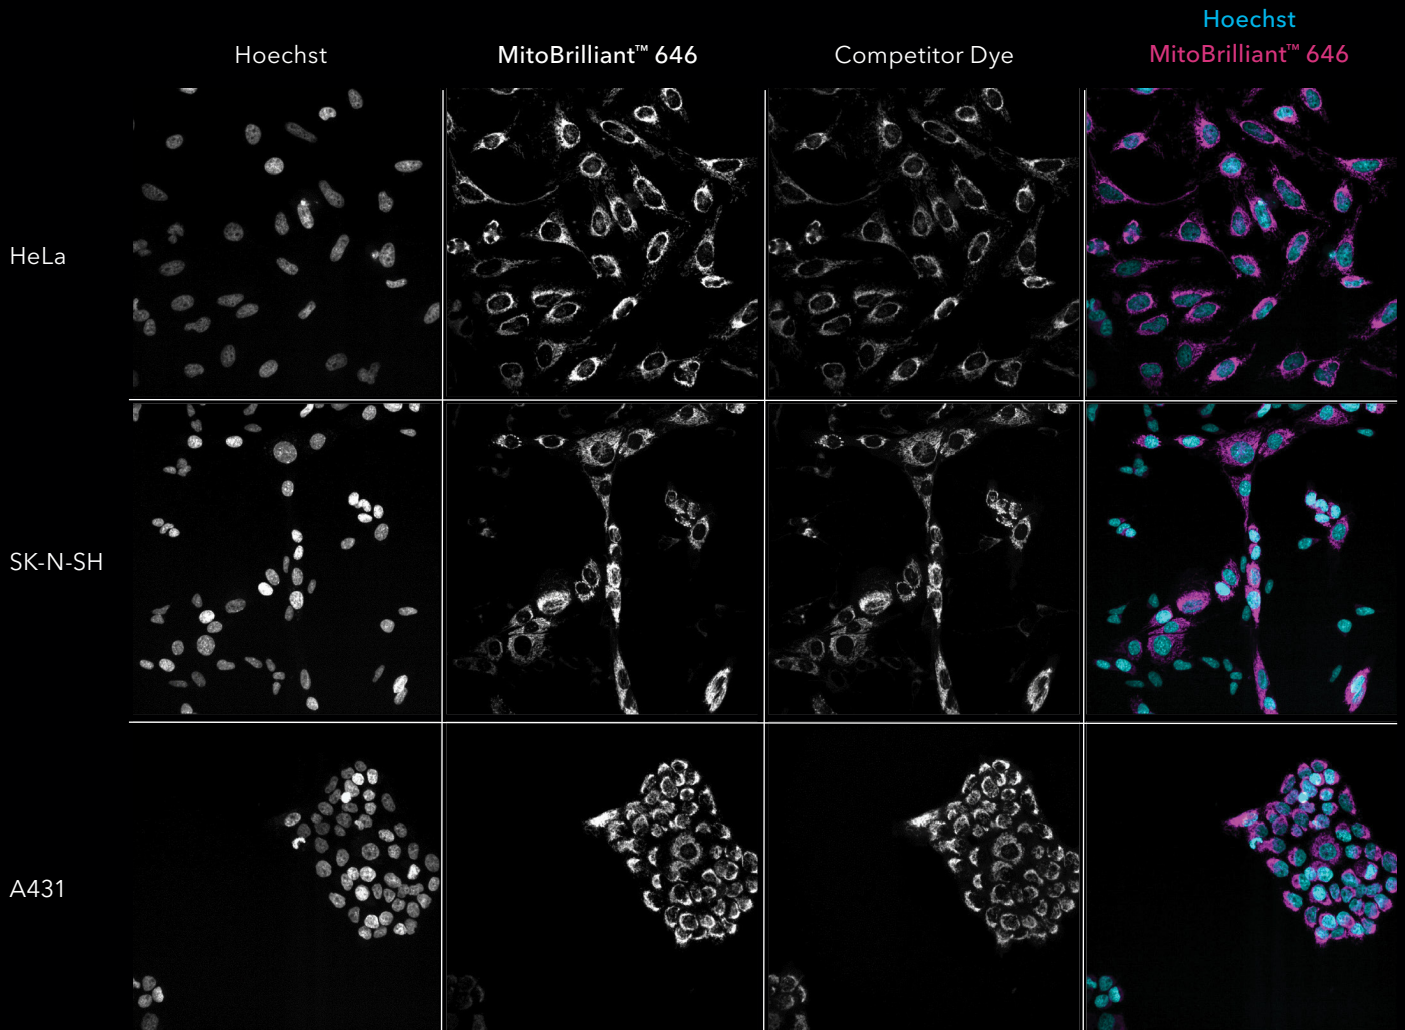 Hoechst
Hoechst MitoBrilliant™ 646 Competitor Dye MitoBrilliant™ 646
HeLa
SK-N-SH
A431